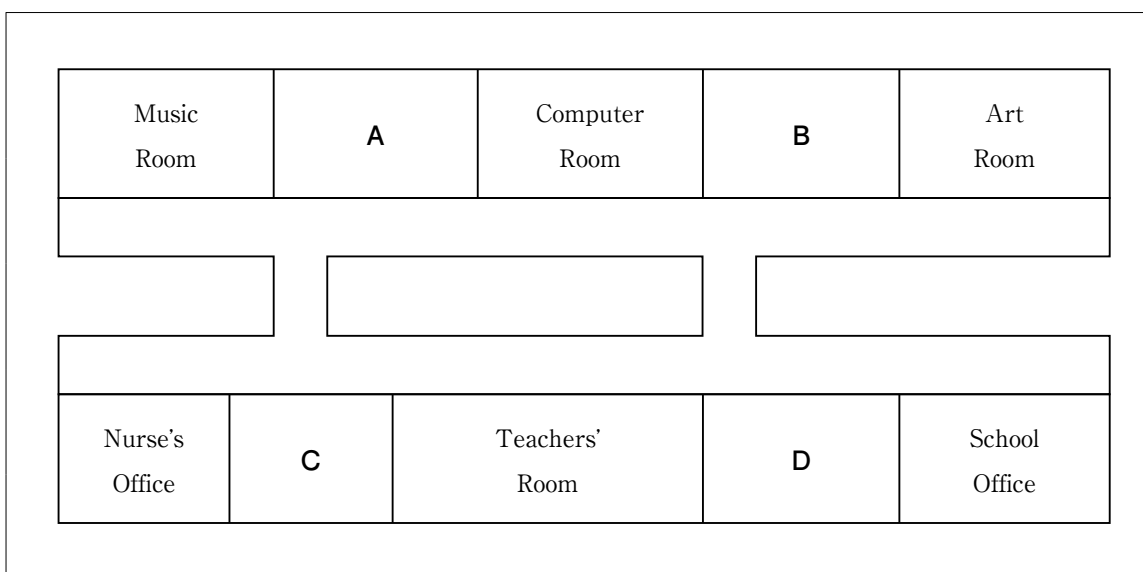 Music
Room
A
Computer
Room
B
Art
Room
Nurse’s
Office
C
Teachers’
Room
D
School
Office